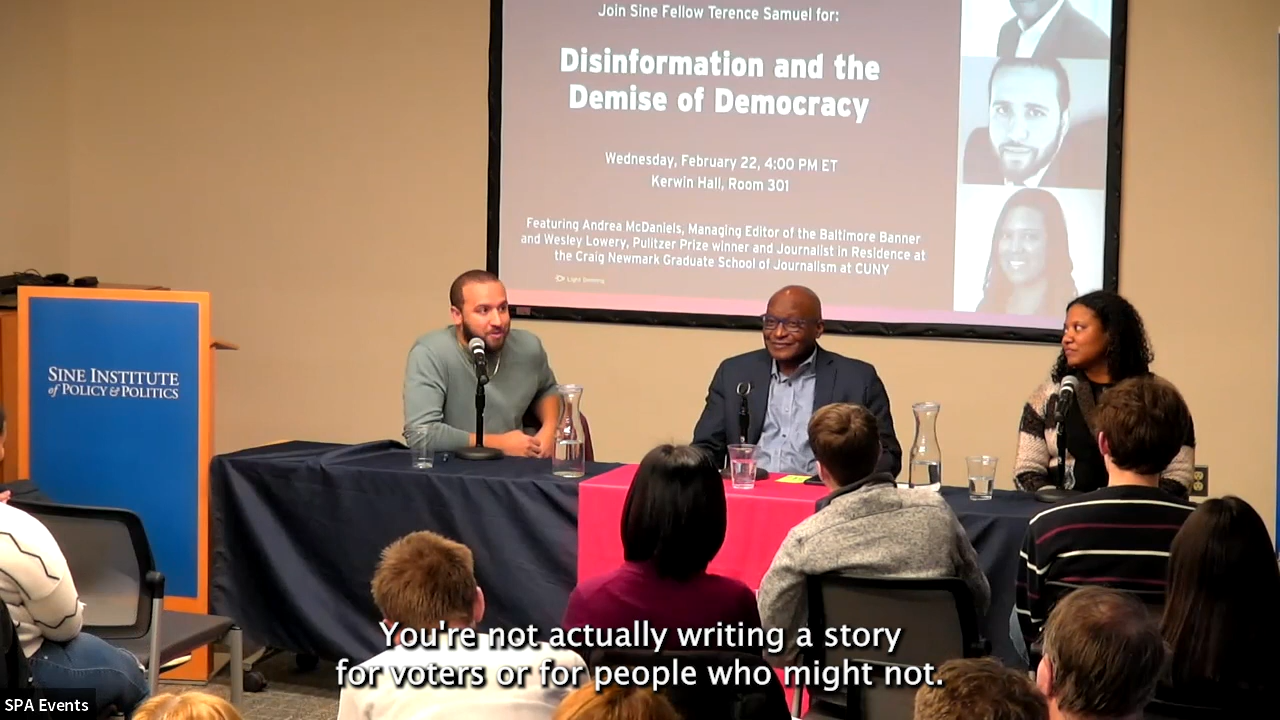 Join Sine Fellow Terence Samuel for:
Disinformation and the
Demise of Democracy
Wednesday, February 22, 4:00 PM ET
Kerwin Hall, Room 301
Featuring Andrea McDaniels, Managing Editor of the Baltimore Banner
and Wesley Lowery, Pulitzer Prize winner and Journalist in Residence at
the Craig Newmark Graduate School of Journalism at CUNY
SINE INSTITUTE
of POLICY & POLITICS
You're not actually writing a story
for voters or for people who might not.
SPA Events